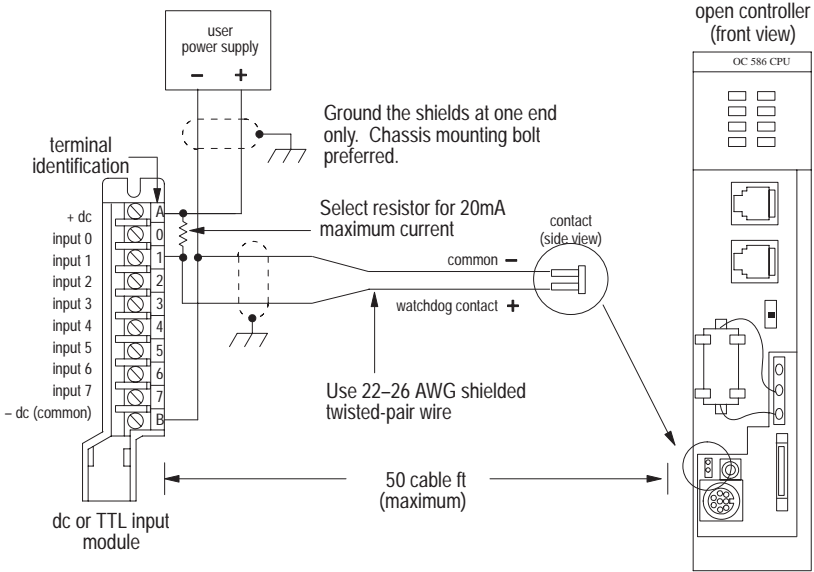 open controller
(front view)
OC 586 CPU
user
power supply
– +
Ground the shields at one end
only. Chassis mounting bolt
preferred.
terminal
identification
Select resistor for 20mA
maximum current
contact
(side view)
common –
watchdog contact +
+ dc
input 0
input 1
input 2
input 3
input 4
input 5
input 6
input 7
– dc (common)
A
0
1
2
3
4
5
6
7
B
Use 22–26 AWG shielded
twisted-pair wire
50 cable ft
(maximum)
dc or TTL input
module